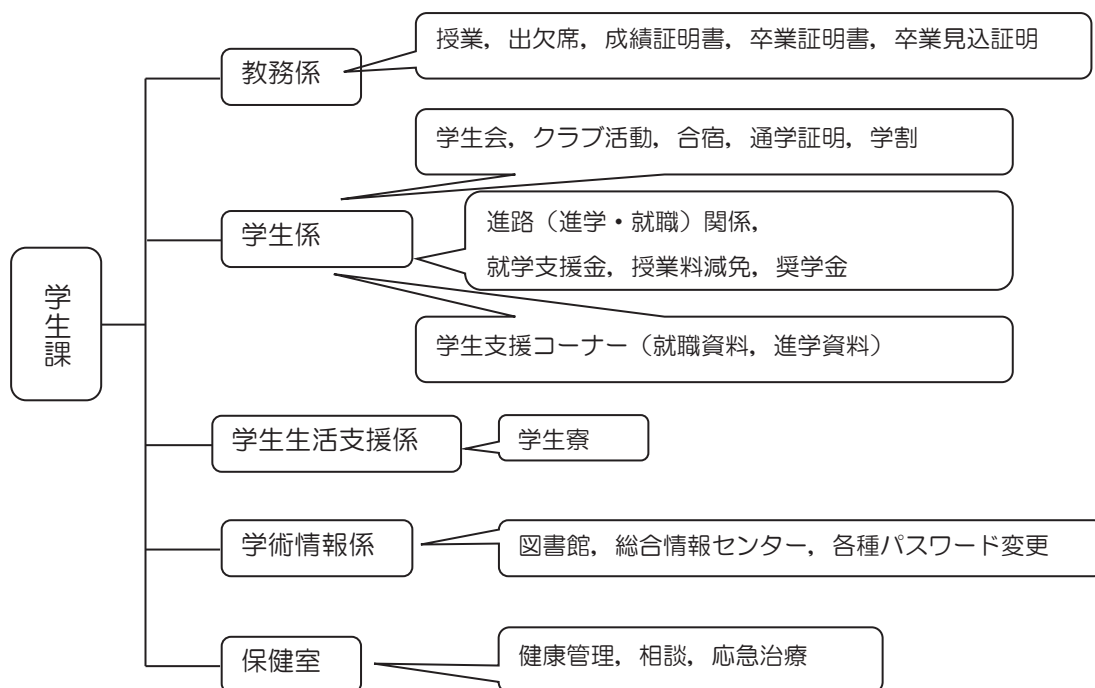 授業，出欠席，成績証明書，卒業証明書，卒業見込証明
教務係
学生会，クラブ活動，合宿，通学証明，学割
学生係
進路（進学・就職）関係，
就学支援金，授業料減免，奨学金
学生課
学生支援コーナー（就職資料，進学資料）
学生生活支援係
学生寮
学術情報係
図書館，総合情報センター，各種パスワード変更
保健室
健康管理，相談，応急治療